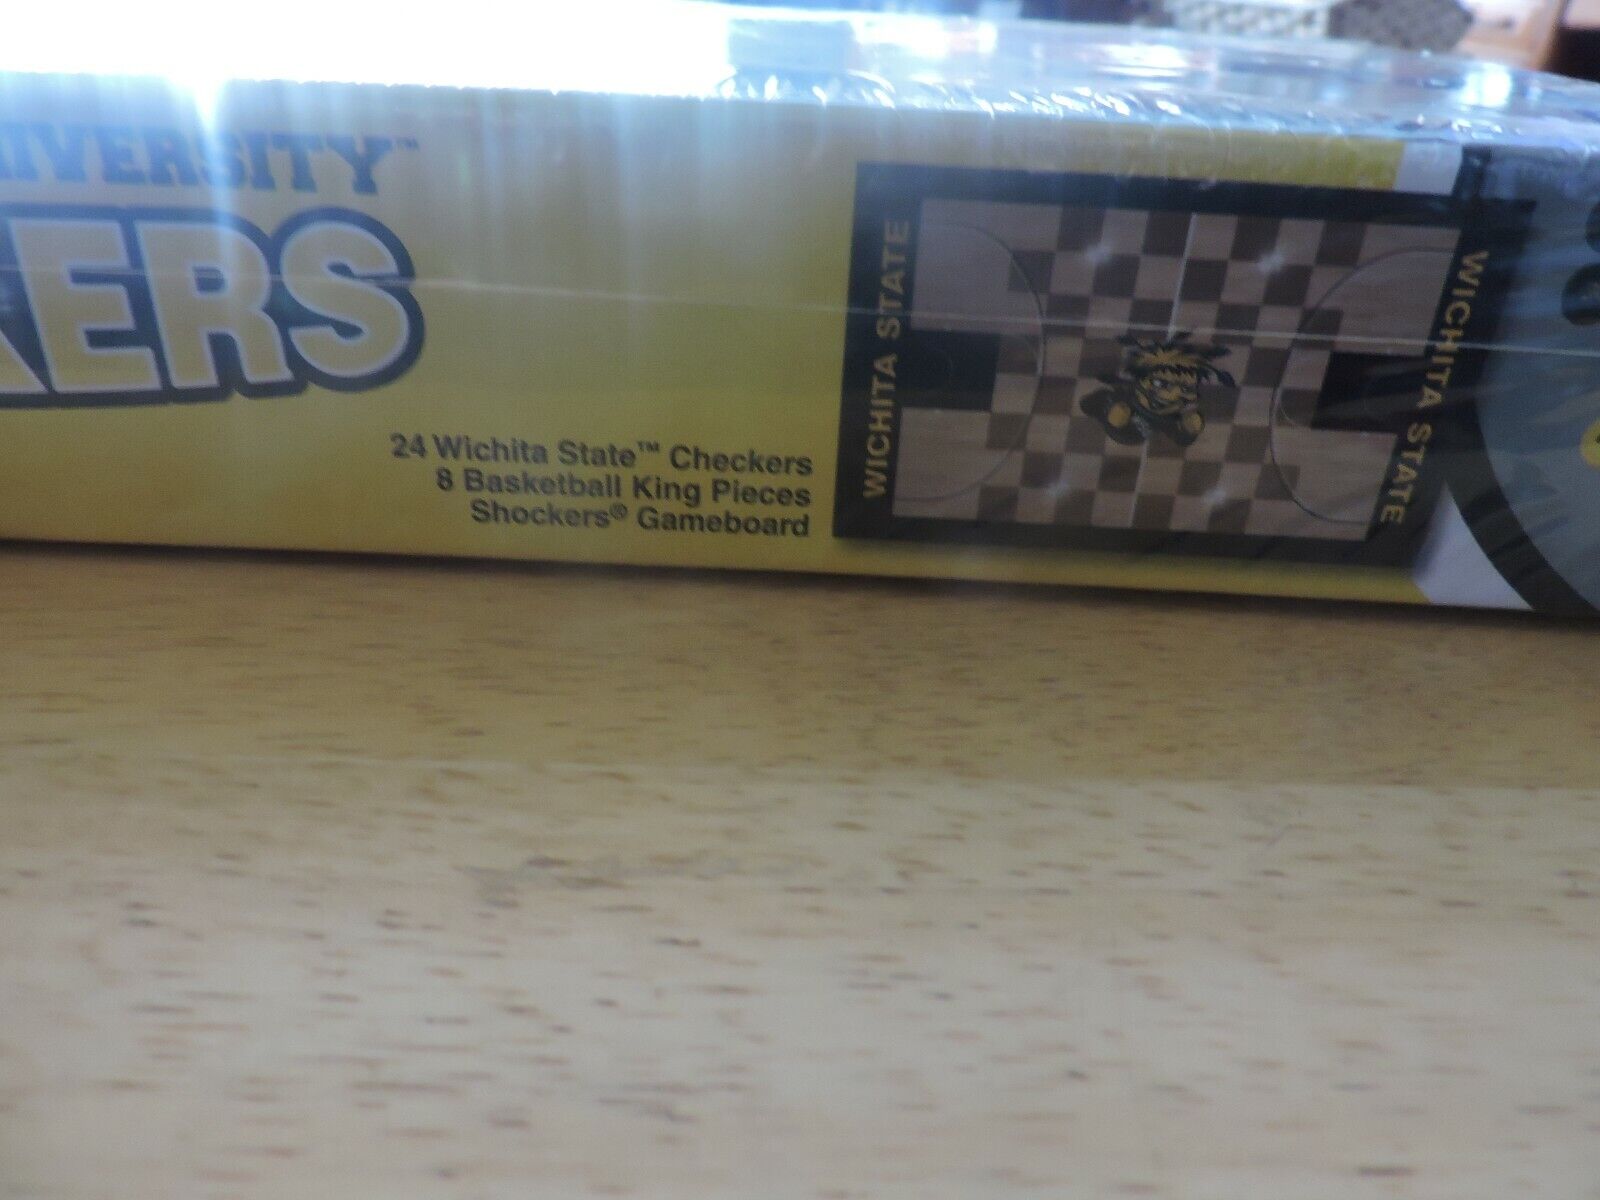 IVERSITY™
KERS
24 Wichita State™ Checkers
8 Basketball King Pieces
Shockers® Gameboard
WICHITA STATE
WICHITA STATE